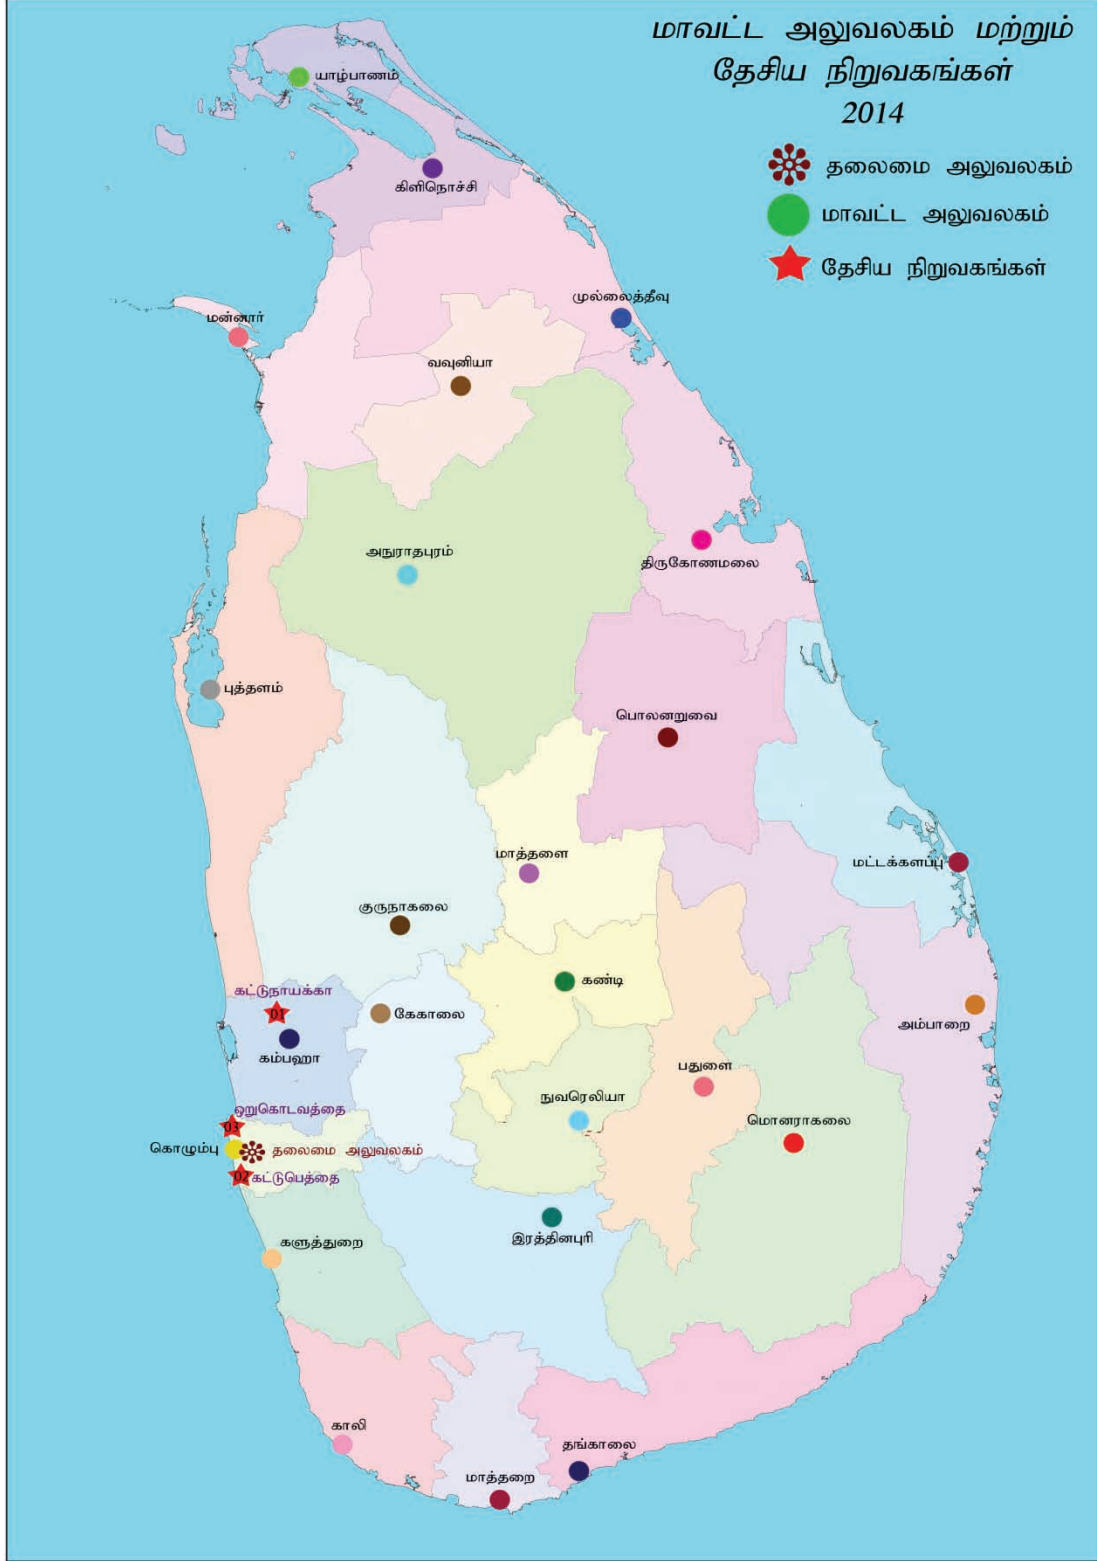 மாவட்ட அலுவலகம் மற்றும்
தேசிய நிறுவகங்கள்
2014
தலைமை அலுவலகம்
மாவட்ட அலுவலகம்
தேசிய நிறுவகங்கள்
யாழ்பாணம்
கிளிநொச்சி
முல்லைத்தீவு
மன்னார்
வவுனியா
அநுராதபுரம்
திருகோணமலை
புத்தளம்
பொலனறுவை
மாத்தளை
மட்டக்களப்பு
குருநாகலை
கண்டி
கட்டுநாயக்கா
01
கேகாலை
அம்பாறை
கம்பஹா
பதுளை
நுவரெலியா
ஒறுகொடவத்தை
03
மொனராகலை
கொழும்பு
தலைமை அலுவலகம்
02
கட்டுபெத்தை
இரத்தினபுரி
களுத்துறை
காலி
தங்காலை
மாத்தறை